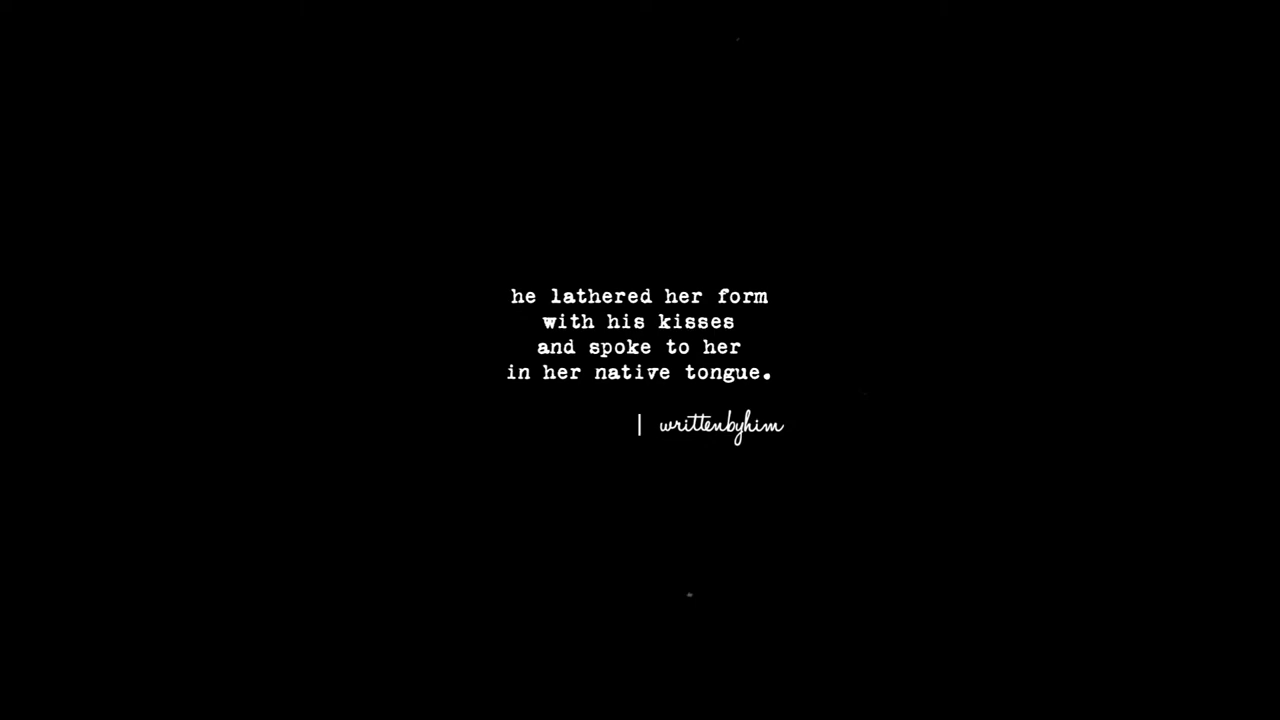 he lathered her form
with his kisses
and spoke to her
in her native tongue.
| writtenbyhim